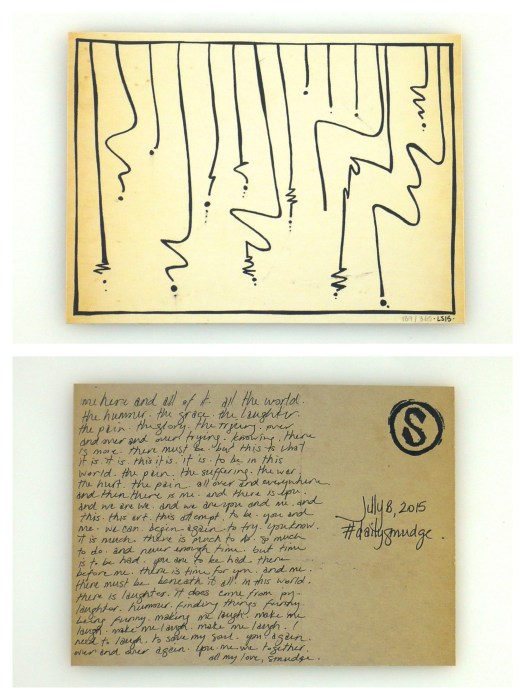 189/365 · LS15 ·
me here and all of it. all the world.
the humour. the grace. the laughter.
the pain. the glory. the trying. over
and over and over trying. knowing. there
is more. there must be. but this is what
it is. it is. this it is. it is. to be in this
world. the pain. the suffering. the war.
the hurt. the pain. all over and everywhere
and then there is me. and there is you.
and we are we. and we are you and me. and
this. this art. this attempt. to be. you and
me. we can. begin. again. to try. you know.
it is much. there is much to do. so much
to do. and never enough time. but time
is to be had. you are to be had. there
before me. there is time for you. and me.
there must be beneath it all. in this world.
there is laughter. it does come from
laughter. humour. finding things funny.
being funny. making me laugh. make me
laugh. make me laugh. make me laugh. I
need to laugh. to save my soul. you. again.
over and over again. you. me. we. together.
all my love, smudge.
S
July 8, 2015
#dailysmudge.